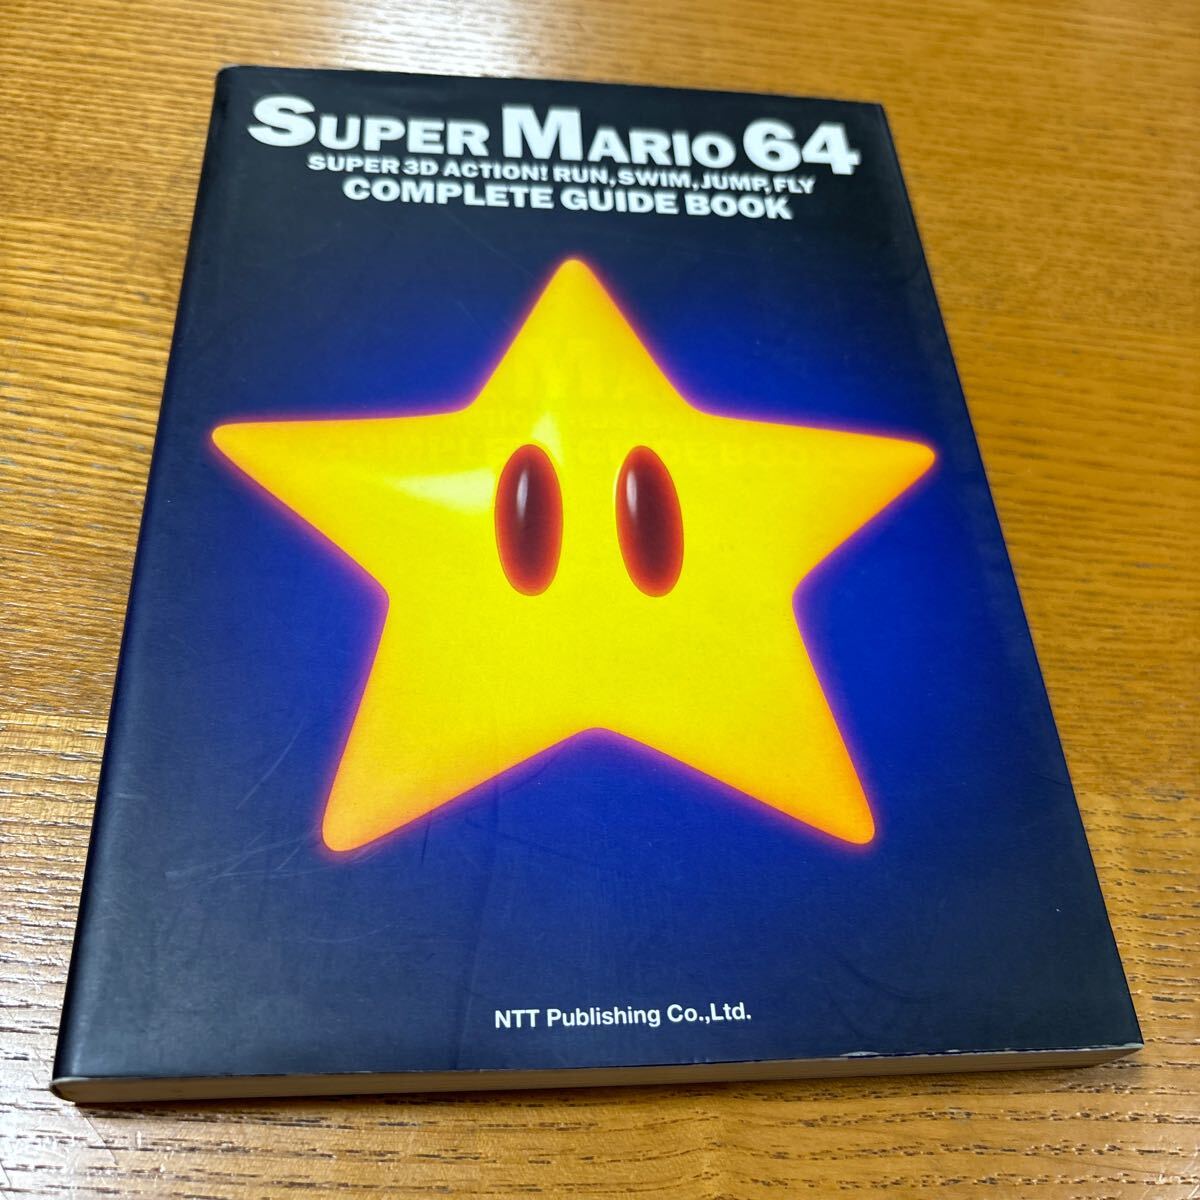 SUPER MARIO 64
SUPER 3D ACTION! RUN, SWIM, JUMP, FLY
COMPLETE GUIDE BOOK
NTT Publishing Co.,Ltd.